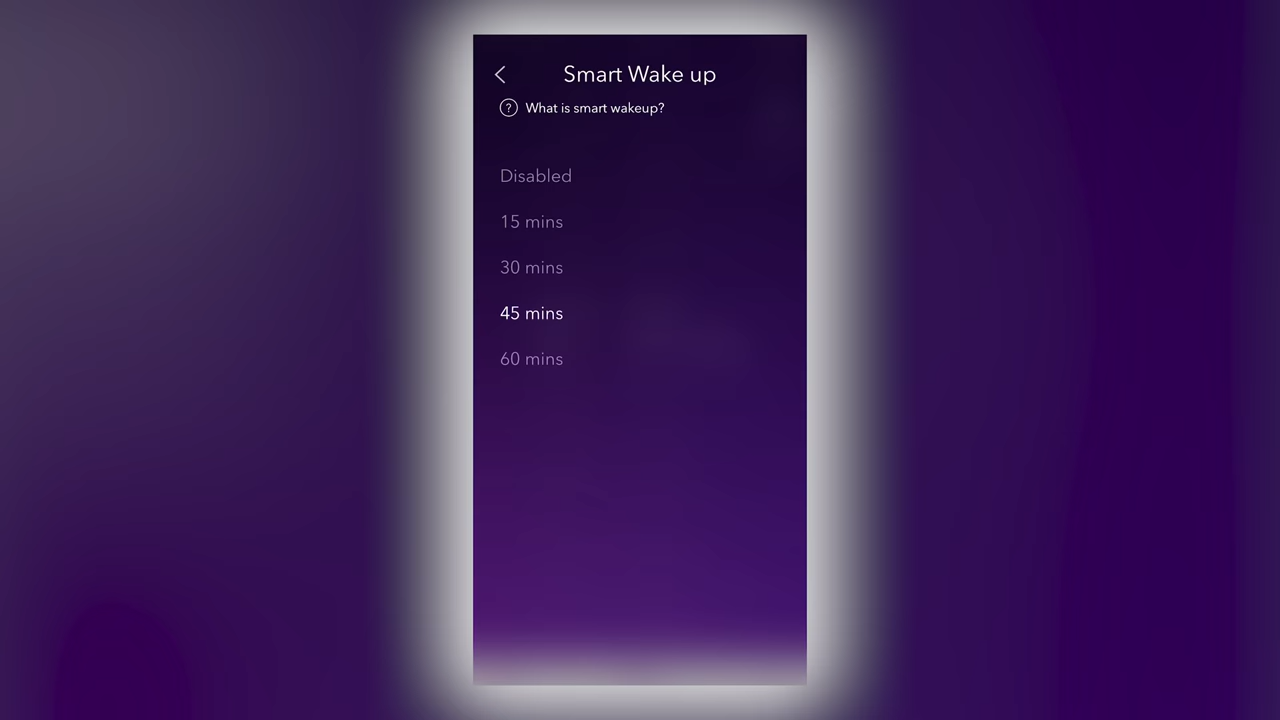 Smart Wake up
? What is smart wakeup?
Disabled
15 mins
30 mins
45 mins
60 mins